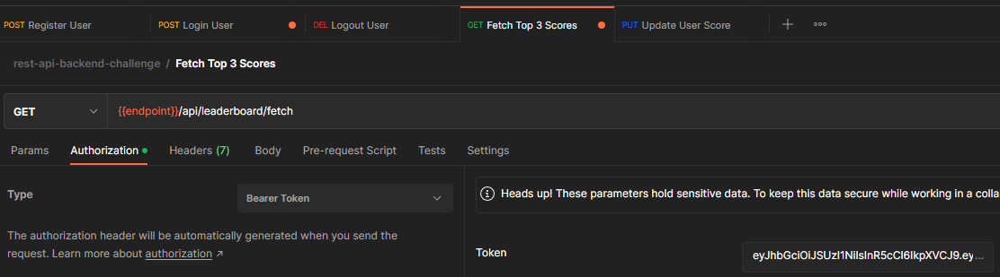 POST Register User POST Login User DEL Logout User GET Fetch Top 3 Scores PUT Update User Score
rest-api-backend-challenge / Fetch Top 3 Scores
GET {{endpoint}}/api/leaderboard/fetch
Params Authorization Headers (7) Body Pre-request Script Tests Settings
Type Bearer Token
The authorization header will be automatically generated when you send the
request. Learn more about authorization ↗
Heads up! These parameters hold sensitive data. To keep this data secure while working in a colla
Token eyJhbGciOiJSUzI1NiIsInR5cCI6IkpXVCJ9.ey...